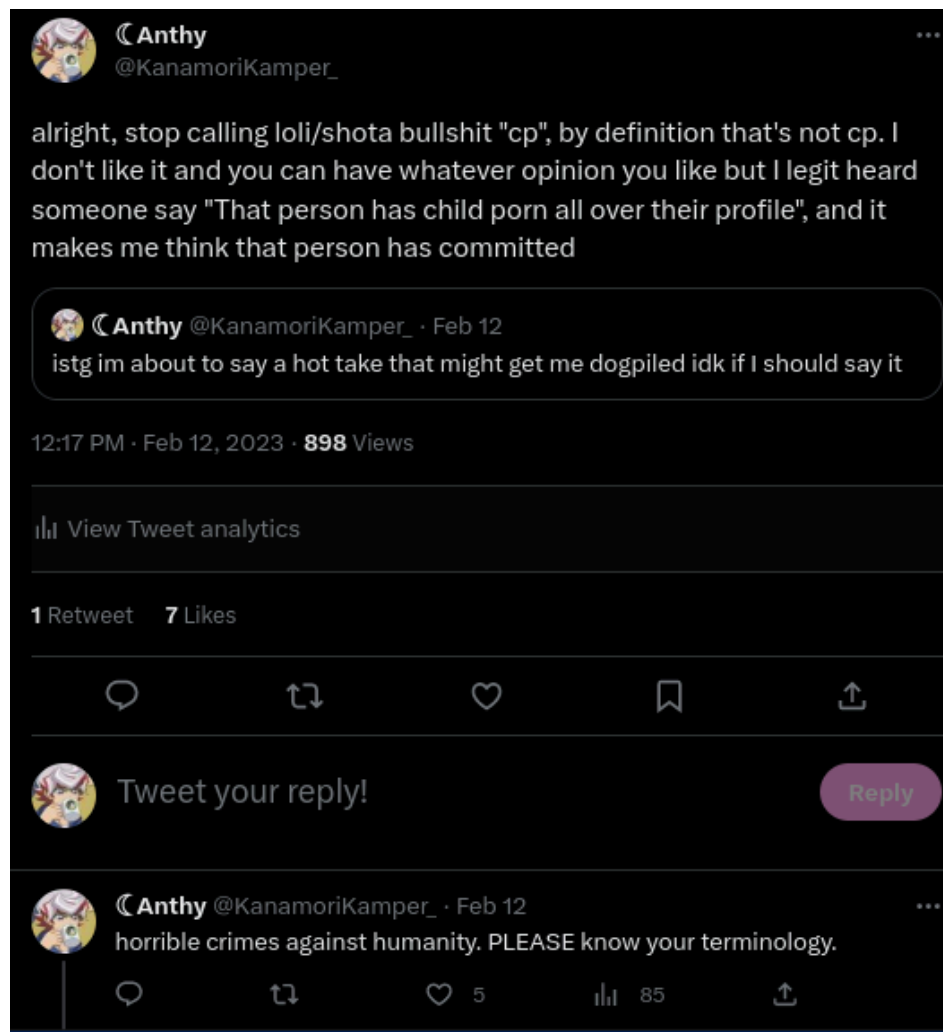 ☾Anthy
@KanamoriKamper_
alright, stop calling loli/shota bullshit "cp", by definition that's not cp. I
don't like it and you can have whatever opinion you like but I legit heard
someone say "That person has child porn all over their profile", and it
makes me think that person has committed
☾Anthy @KanamoriKamper_ · Feb 12
istg im about to say a hot take that might get me dogpiled idk if I should say it
12:17 PM · Feb 12, 2023 · 898 Views
View Tweet analytics
1 Retweet 7 Likes
Tweet your reply!
Reply
☾Anthy @KanamoriKamper_ · Feb 12
horrible crimes against humanity. PLEASE know your terminology.
5 85